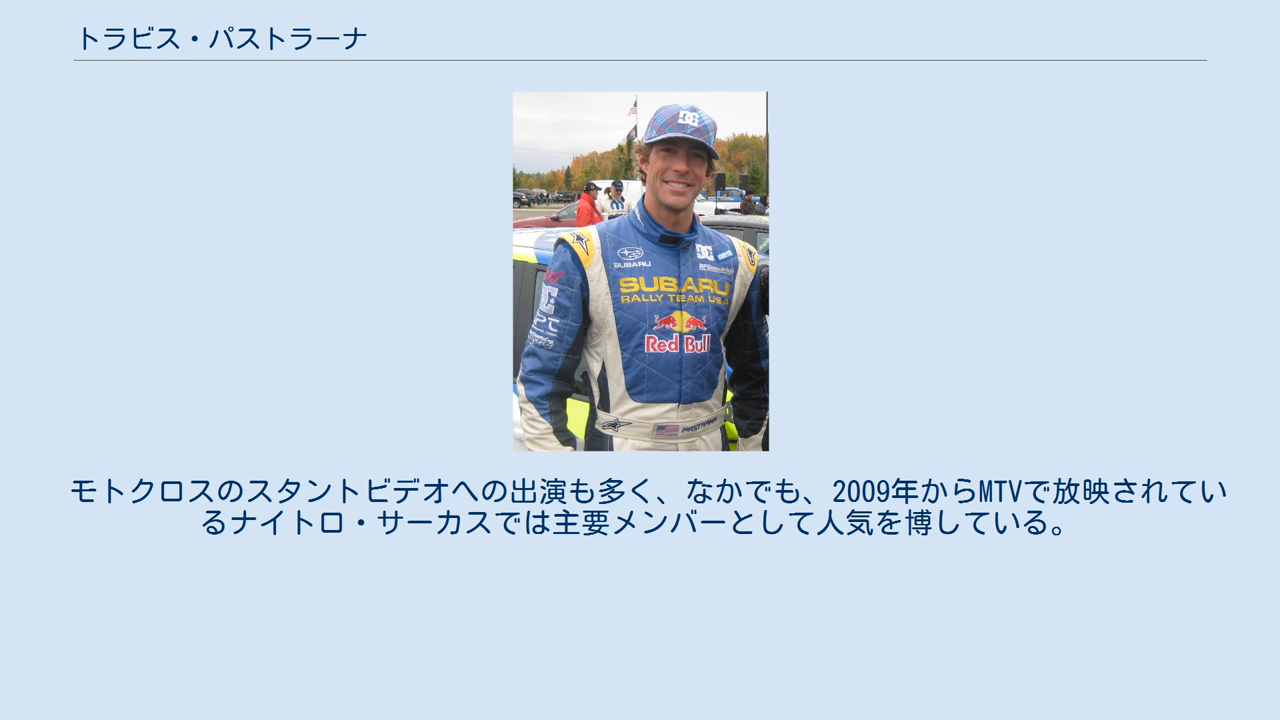 トラビス・パストラーナ
DC
SUBARU
DC
BFGoodrich
SUBARU
RALLY TEAM USA
Red Bull
PASTRANA
モトクロスのスタントビデオへの出演も多く、なかでも、2009年からMTVで放映されてい
るナイトロ・サーカスでは主要メンバーとして人気を博している。